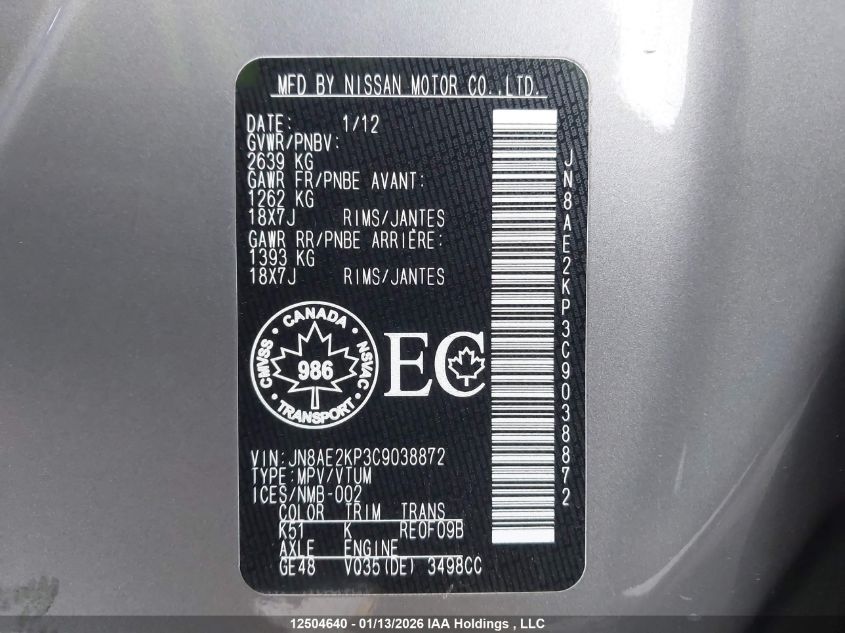 MFD BY NISSAN MOTOR CO.,LTD.
DATE: 1/12
GVWR/PNBV:
2639 KG
GAWR FR/PNBE AVANT:
1262 KG
18X7J RIMS/JANTES
GAWR RR/PNBE ARRIÈRE:
1393 KG
18X7J RIMS/JANTES
JN8AE2KP3C9038872
CANADA
CMVSS
NSVAC
986
TRANSPORT
EC
VIN:JN8AE2KP3C9038872
TYPE:MPV/VTUM
ICES/NMB-002
COLOR TRIM TRANS
K51 K RE0F09B
AXLE ENGINE
GE48 VQ35(DE) 3498CC
12504640 - 01/13/2026 IAA Holdings , LLC